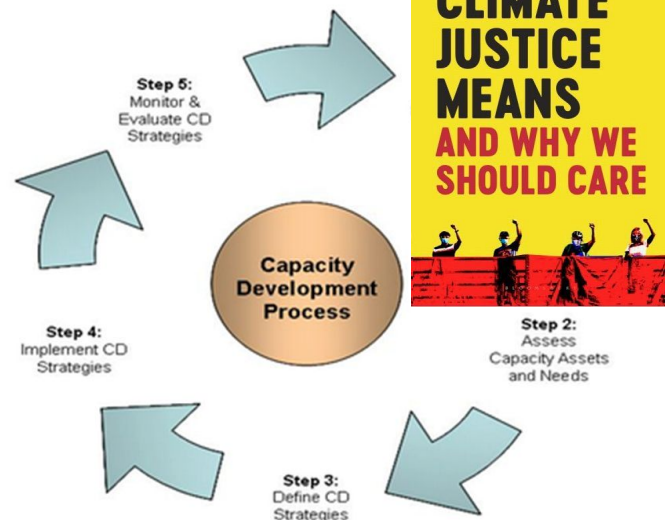 CLIMATE
JUSTICE
MEANS
AND WHY WE
SHOULD CARE
Step 5:
Monitor &
Evaluate CD
Strategies
Capacity
Development
Process
Step 4:
Implement CD
Strategies
Step 2:
Assess
Capacity Assets
and Needs
Step 3:
Define CD
Strategies